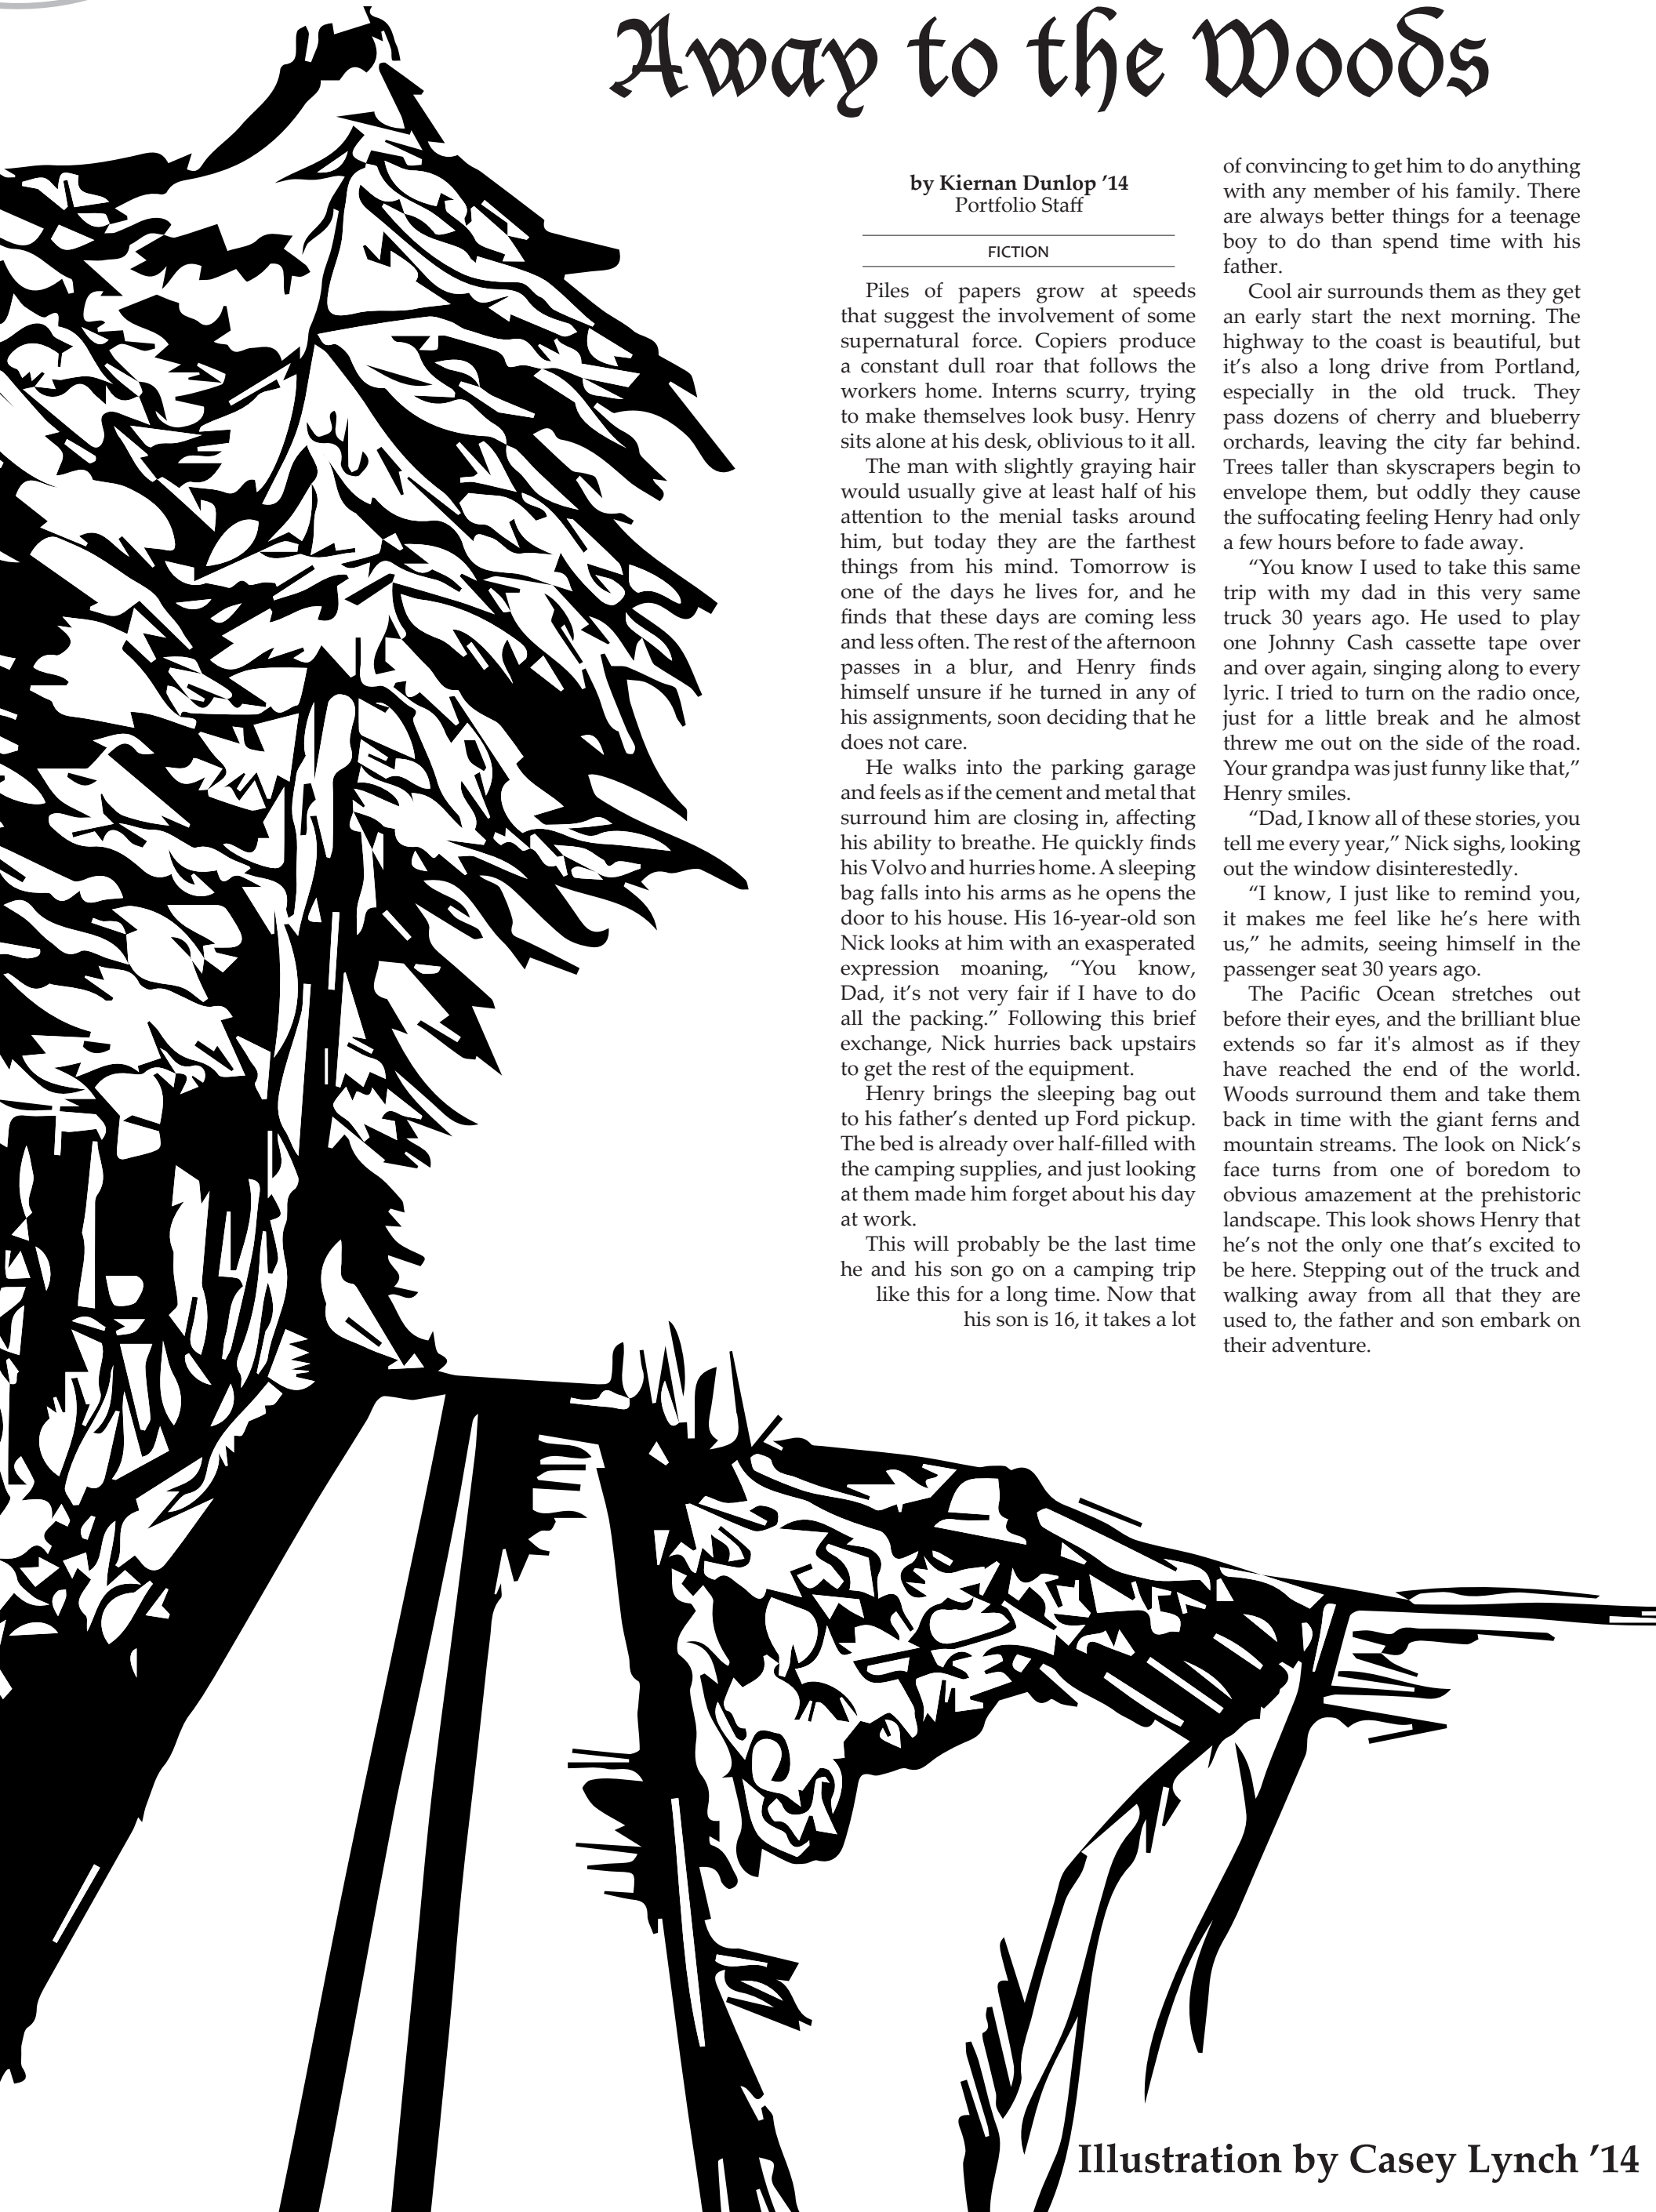 Away to the Woods
by Kiernan Dunlop ’14
Portfolio Staff
FICTION
Piles of papers grow at speeds
that suggest the involvement of some
supernatural force. Copiers produce
a constant dull roar that follows the
workers home. Interns scurry, trying
to make themselves look busy. Henry
sits alone at his desk, oblivious to it all.
The man with slightly graying hair
would usually give at least half of his
attention to the menial tasks around
him, but today they are the farthest
things from his mind. Tomorrow is
one of the days he lives for, and he
finds that these days are coming less
and less often. The rest of the afternoon
passes in a blur, and Henry finds
himself unsure if he turned in any of
his assignments, soon deciding that he
does not care.
He walks into the parking garage
and feels as if the cement and metal that
surround him are closing in, affecting
his ability to breathe. He quickly finds
his Volvo and hurries home. A sleeping
bag falls into his arms as he opens the
door to his house. His 16-year-old son
Nick looks at him with an exasperated
expression moaning, “You know,
Dad, it’s not very fair if I have to do
all the packing.” Following this brief
exchange, Nick hurries back upstairs
to get the rest of the equipment.
Henry brings the sleeping bag out
to his father’s dented up Ford pickup.
The bed is already over half-filled with
the camping supplies, and just looking
at them made him forget about his day
at work.
This will probably be the last time
he and his son go on a camping trip
like this for a long time. Now that
his son is 16, it takes a lot
of convincing to get him to do anything
with any member of his family. There
are always better things for a teenage
boy to do than spend time with his
father.
Cool air surrounds them as they get
an early start the next morning. The
highway to the coast is beautiful, but
it’s also a long drive from Portland,
especially in the old truck. They
pass dozens of cherry and blueberry
orchards, leaving the city far behind.
Trees taller than skyscrapers begin to
envelope them, but oddly they cause
the suffocating feeling Henry had only
a few hours before to fade away.
“You know I used to take this same
trip with my dad in this very same
truck 30 years ago. He used to play
one Johnny Cash cassette tape over
and over again, singing along to every
lyric. I tried to turn on the radio once,
just for a little break and he almost
threw me out on the side of the road.
Your grandpa was just funny like that,”
Henry smiles.
“Dad, I know all of these stories, you
tell me every year,” Nick sighs, looking
out the window disinterestedly.
“I know, I just like to remind you,
it makes me feel like he’s here with
us,” he admits, seeing himself in the
passenger seat 30 years ago.
The Pacific Ocean stretches out
before their eyes, and the brilliant blue
extends so far it's almost as if they
have reached the end of the world.
Woods surround them and take them
back in time with the giant ferns and
mountain streams. The look on Nick’s
face turns from one of boredom to
obvious amazement at the prehistoric
landscape. This look shows Henry that
he’s not the only one that’s excited to
be here. Stepping out of the truck and
walking away from all that they are
used to, the father and son embark on
their adventure.
Illustration by Casey Lynch ’14